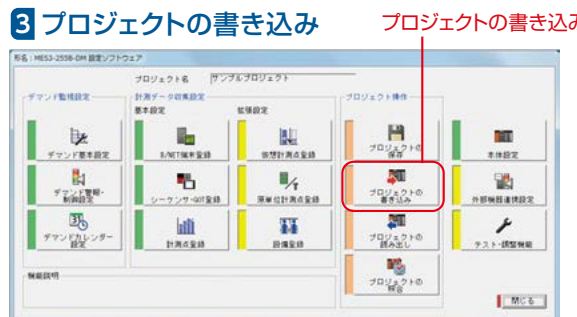 3 プロジェクトの書き込み
プロジェクトの書き込み
形名：MES3-255B-DM 設定ソフトウェア
プロジェクト名 サンプルプロジェクト
デマンド監視設定
計測データ収集設定
プロジェクト操作
基本設定
拡張設定
デマンド基本設定
B/NET端末登録
仮想計測点登録
プロジェクトの
保存
本体設定
デマンド警報・
制御設定
シーケンサ・GOT登録
原単位計測点登録
プロジェクトの
書き込み
外部機器連携設定
デマンドカレンダー
設定
計測点登録
設備登録
プロジェクトの
読み出し
テスト・調整機能
プロジェクトの
照合
機能説明
閉じる